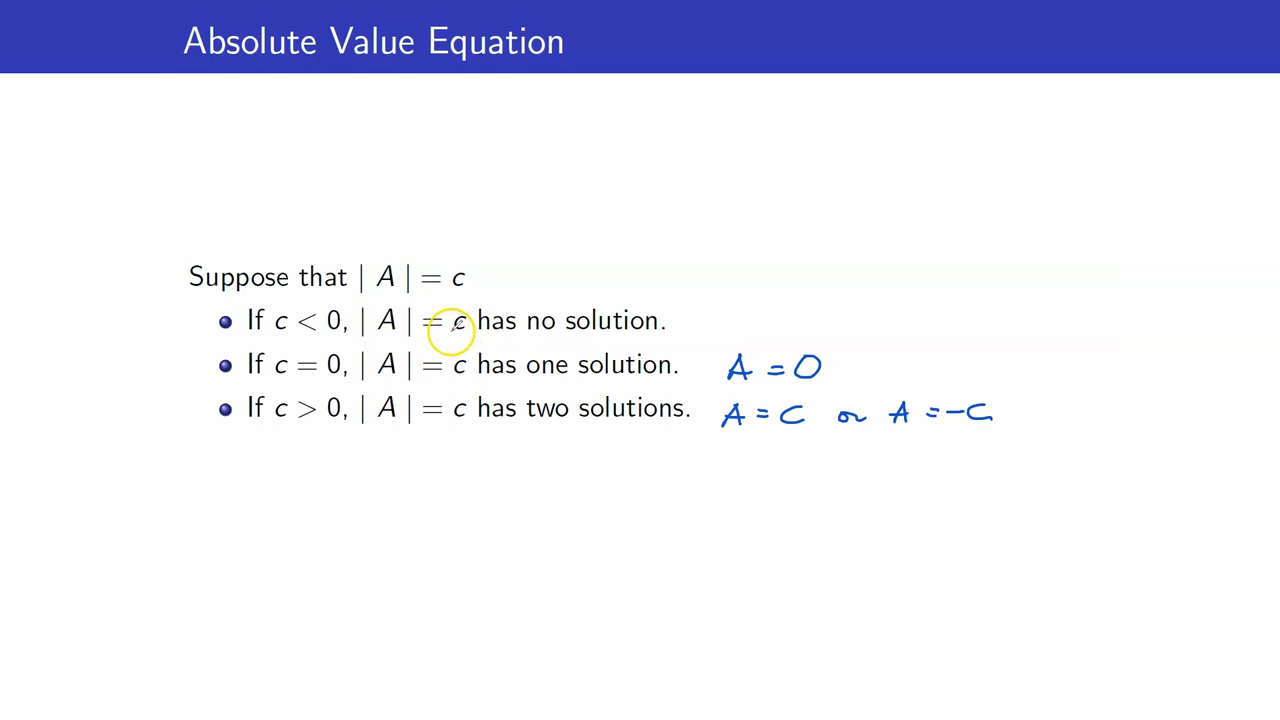 Absolute Value Equation
Suppose that | A | = c
If c < 0, | A | = c has no solution.
If c = 0, | A | = c has one solution. A = 0
If c > 0, | A | = c has two solutions. A = C or A = -C